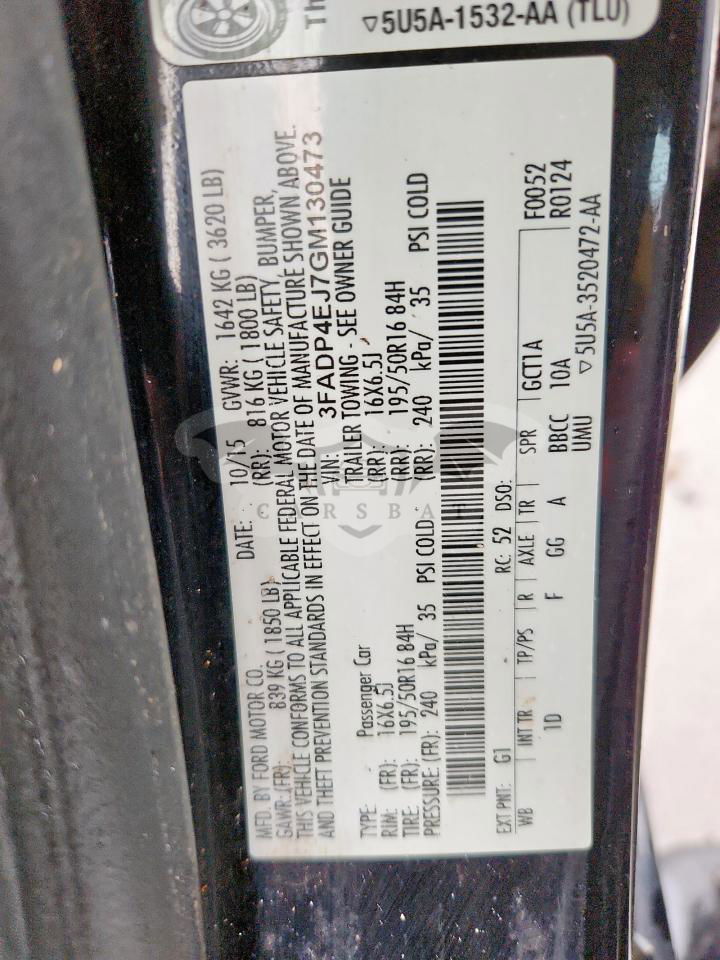 Th
▽5U5A-1532-AA (TLU)
MFD. BY FORD MOTOR CO. DATE: 10/15 GVWR: 1642 KG ( 3620 LB)
GAWR: (FR): 839 KG ( 1850 LB) (RR): 816 KG ( 1800 LB)
THIS VEHICLE CONFORMS TO ALL APPLICABLE FEDERAL MOTOR VEHICLE SAFETY, BUMPER,
AND THEFT PREVENTION STANDARDS IN EFFECT ON THE DATE OF MANUFACTURE SHOWN ABOVE.
VIN: 3FADP4EJ7GM130473
TYPE: Passenger Car TRAILER TOWING - SEE OWNER GUIDE
RIM: (FR): 16X6.5J (RR): 16X6.5J
TIRE: (FR): 195/50R16 84H (RR): 195/50R16 84H
PRESSURE: (FR): 240 kPa/ 35 PSI COLD (RR): 240 kPa/ 35 PSI COLD
EXT PNT: G1 RC: 52 DSO: F0052
WB INT TR TP/PS R AXLE TR SPR GCT1A R0124
1D F GG A BBCC 10A
UMU ▽5U5A-3520472-AA
CARSBAT